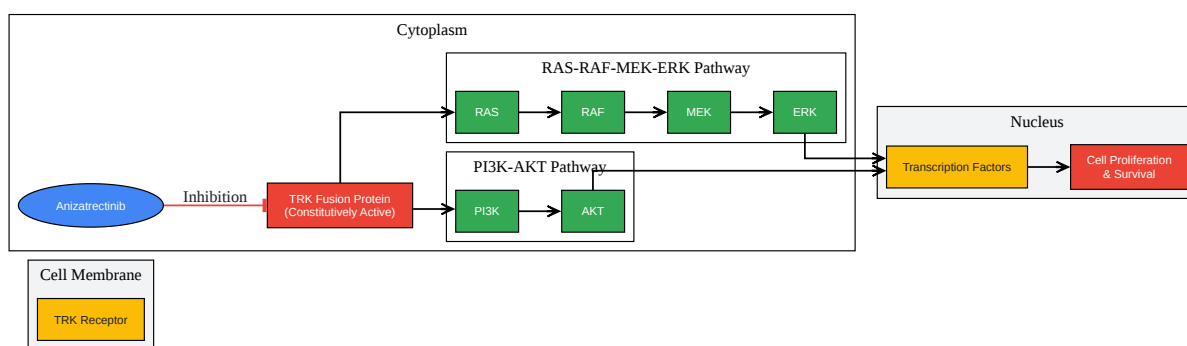 Cytoplasm
RAS-RAF-MEK-ERK Pathway
RAS
RAF
MEK
ERK
Nucleus
PI3K-AKT Pathway
Transcription Factors
Cell Proliferation
& Survival
Anizatrectinib
Inhibition
TRK Fusion Protein
(Constitutively Active)
PI3K
AKT
Cell Membrane
TRK Receptor